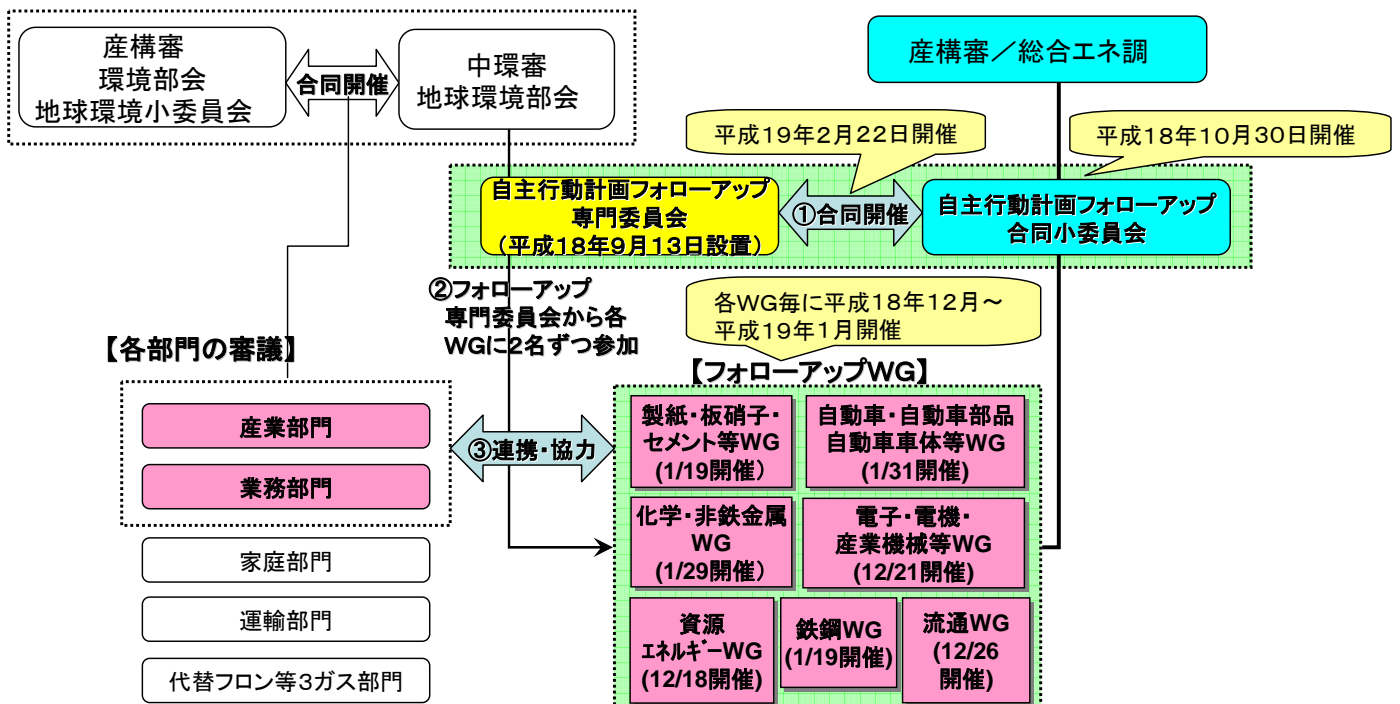 産構審
環境部会
地球環境小委員会
合同開催
中環審
地球環境部会
産構審／総合エネ調
平成19年2月22日開催
平成18年10月30日開催
自主行動計画フォローアップ
専門委員会
（平成18年9月13日設置）
①合同開催
自主行動計画フォローアップ
合同小委員会
②フォローアップ
専門委員会から各
WGに2名ずつ参加
各WG毎に平成18年12月～
平成19年1月開催
【各部門の審議】
産業部門
業務部門
家庭部門
運輸部門
代替フロン等3ガス部門
③連携・協力
【フォローアップWG】
製紙・板硝子・
セメント等WG
(1/19開催）
自動車・自動車部品
自動車車体等WG
(1/31開催)
化学・非鉄金属
WG
(1/29開催）
電子・電機・
産業機械等WG
(12/21開催)
資源
ｴﾈﾙｷﾞｰWG
(12/18開催)
鉄鋼WG
(1/19開催)
流通WG
(12/26
開催)